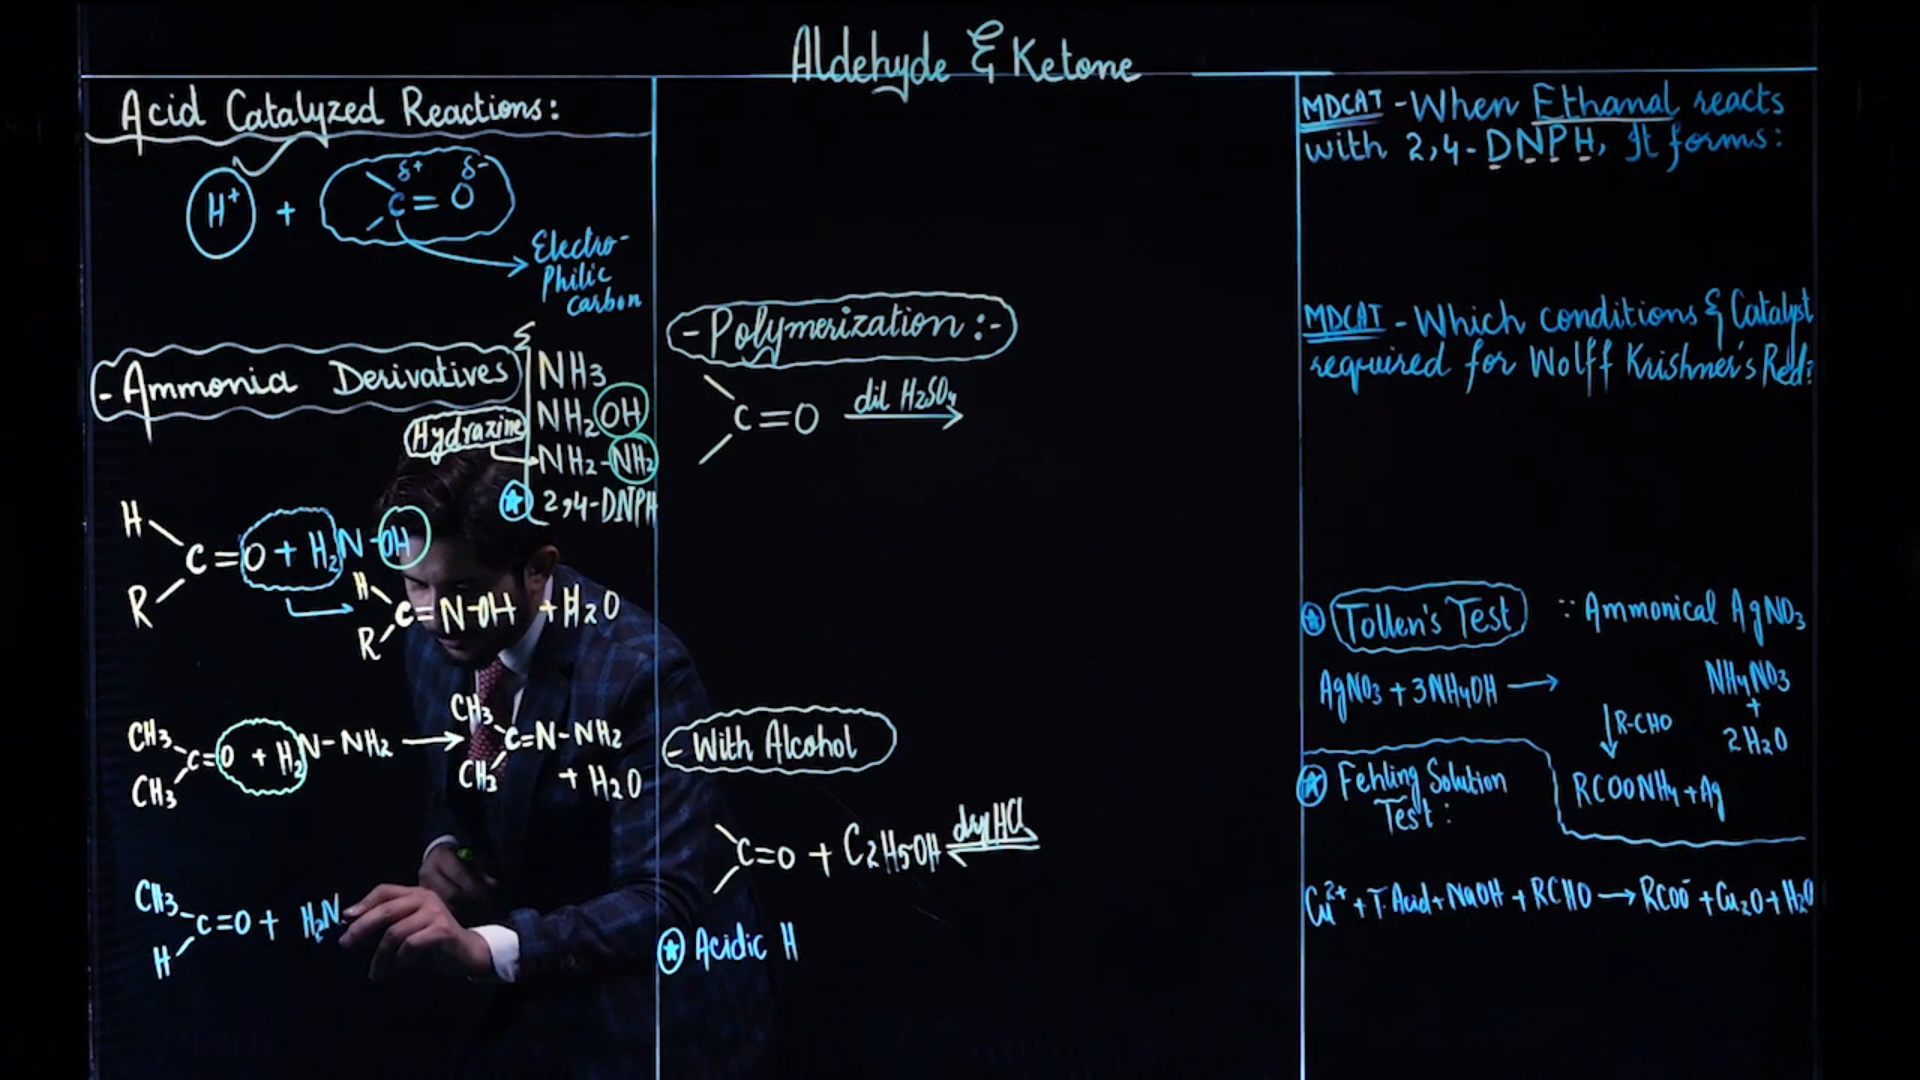 Aldehyde & Ketone
Acid Catalyzed Reactions:
H⁺ + C = O
δ+ δ-
Electro-
Philic
carbon
- Ammonia Derivatives
NH3
NH2OH
Hydrazine
NH2-NH2
2,4-DNPH
H
C=O + H2N-OH
R
H
C=N-OH + H2O
R
CH3
C=O + H2N-NH2 →
CH3
CH3
C=N-NH2
CH3
+ H2O
CH3
C=O + H2N
H
- Polymerization :-
C=O dil H2SO4 →
- With Alcohol
C=O + C2H5OH dry HCl
Acidic H
MDCAT - When Ethanal reacts
with 2,4-DNPH, It forms:
MDCAT - Which conditions & Catalyst
required for Wolff Krishner's Red?
Tollen's Test ∵ Ammonical AgNO3
AgNO3 + 3NH4OH →
NH4NO3
+
2H2O
↓ R-CHO
RCOONH4 + Ag
Fehling Solution
Test:
Cu²⁺ + T.Acid + NaOH + RCHO → RCOO⁻ + Cu2O + H2O